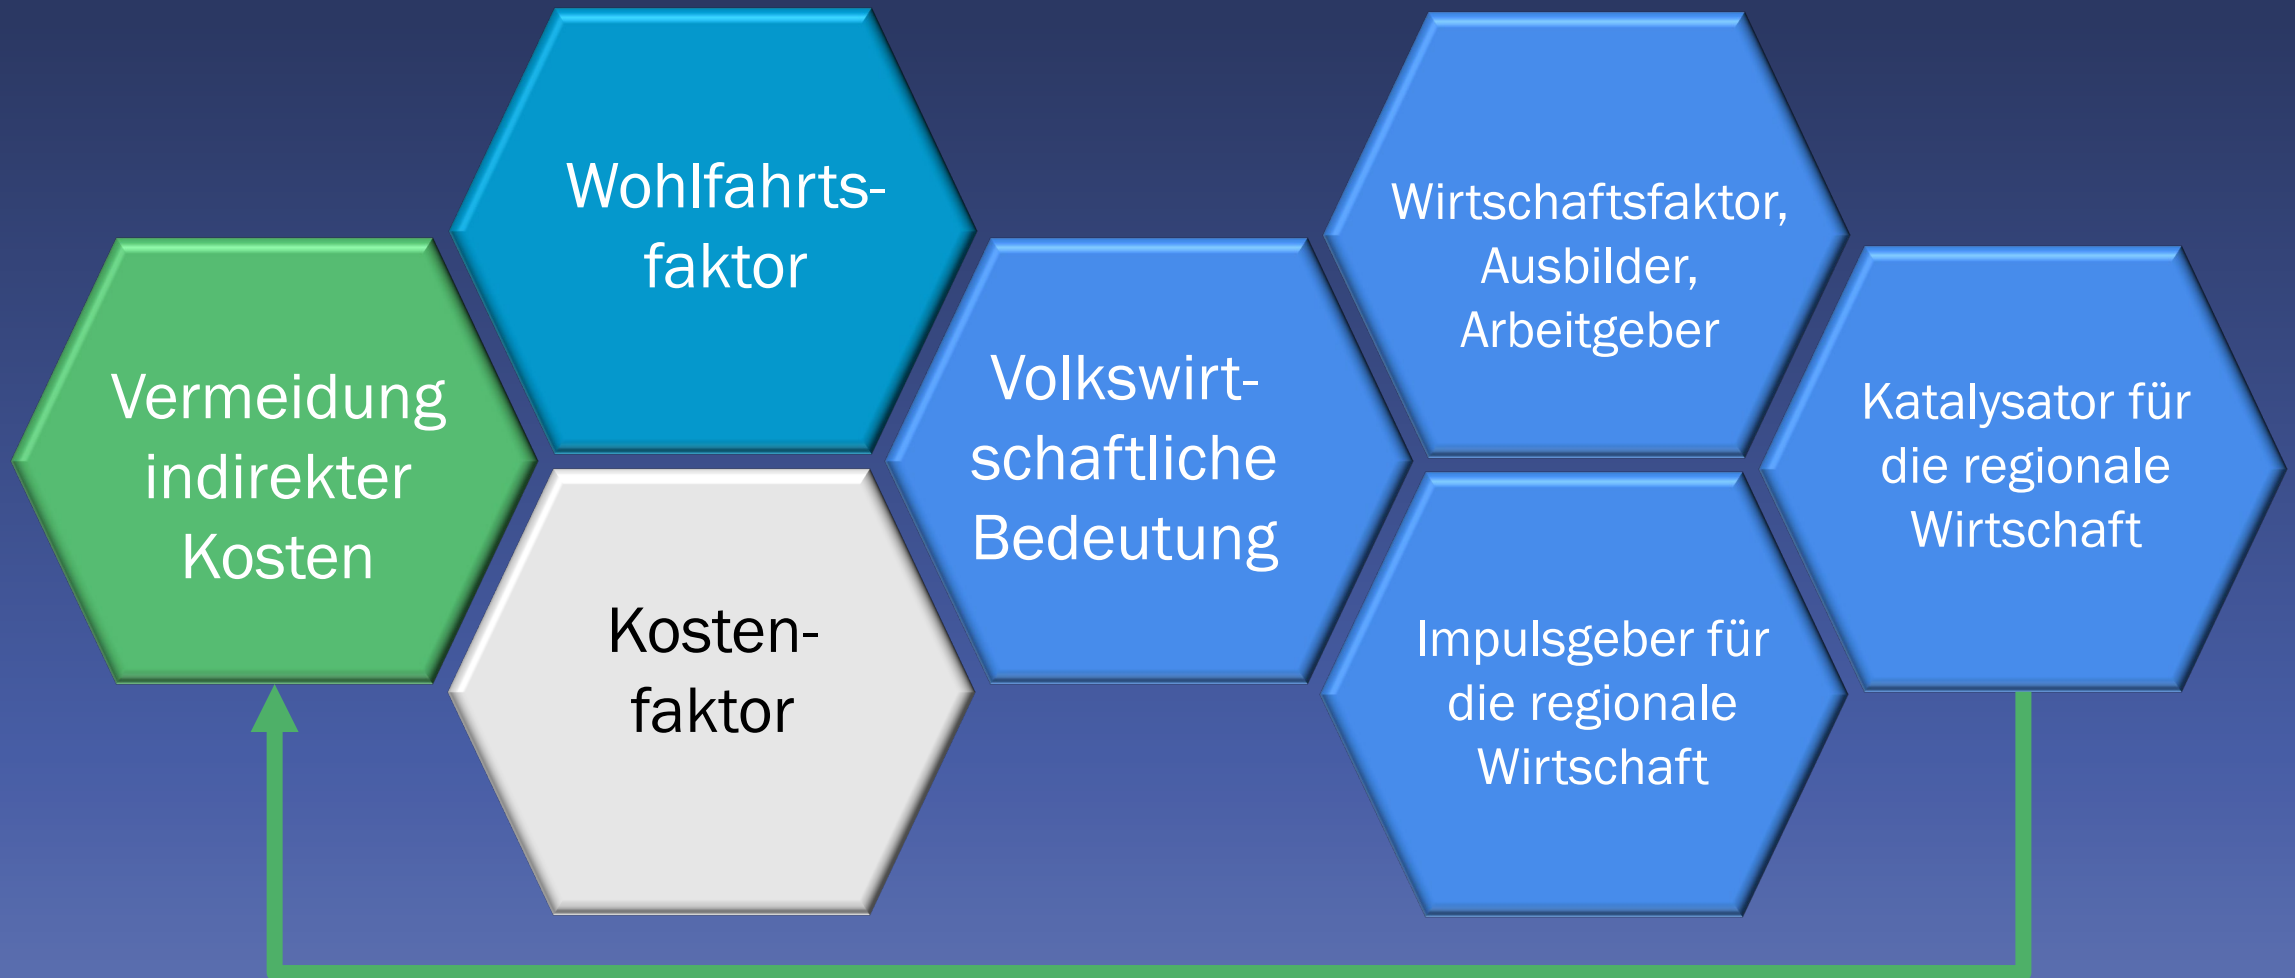 Vermeidung
indirekter
Kosten
Wohlfahrts-
faktor
Kosten-
faktor
Volkswirt-
schaftliche
Bedeutung
Wirtschaftsfaktor,
Ausbilder,
Arbeitgeber
Impulsgeber für
die regionale
Wirtschaft
Katalysator für
die regionale
Wirtschaft